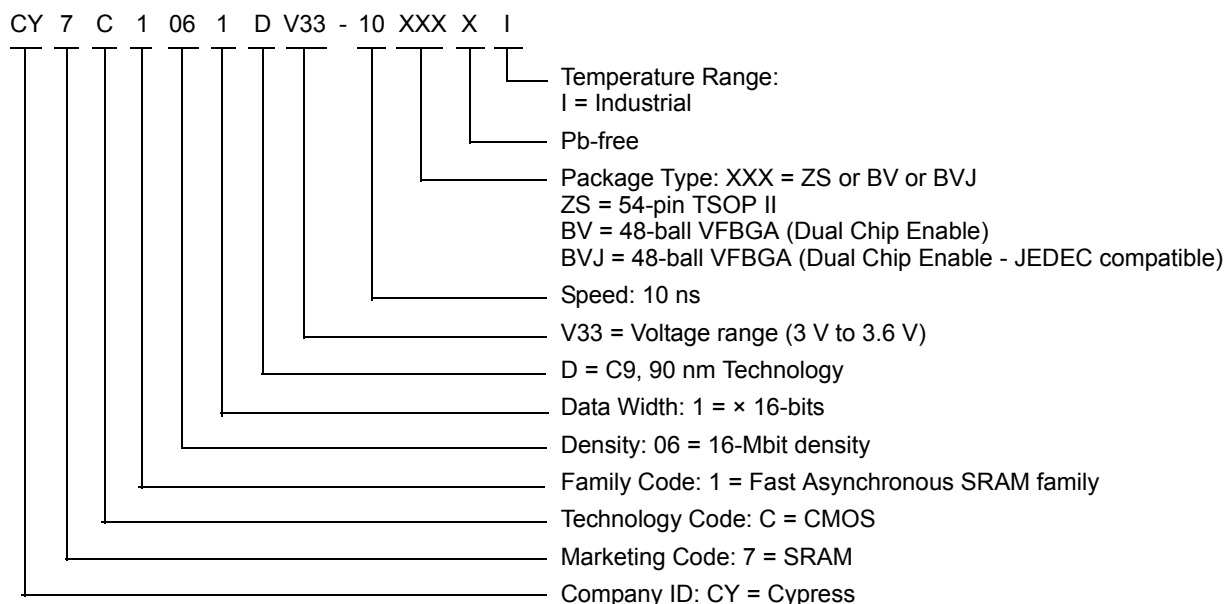 CY 7 C 1 06 1 D V33 - 10 XXX X I
Temperature Range:
I = Industrial
Pb-free
Package Type: XXX = ZS or BV or BVJ
ZS = 54-pin TSOP II
BV = 48-ball VFBGA (Dual Chip Enable)
BVJ = 48-ball VFBGA (Dual Chip Enable - JEDEC compatible)
Speed: 10 ns
V33 = Voltage range (3 V to 3.6 V)
D = C9, 90 nm Technology
Data Width: 1 = × 16-bits
Density: 06 = 16-Mbit density
Family Code: 1 = Fast Asynchronous SRAM family
Technology Code: C = CMOS
Marketing Code: 7 = SRAM
Company ID: CY = Cypress